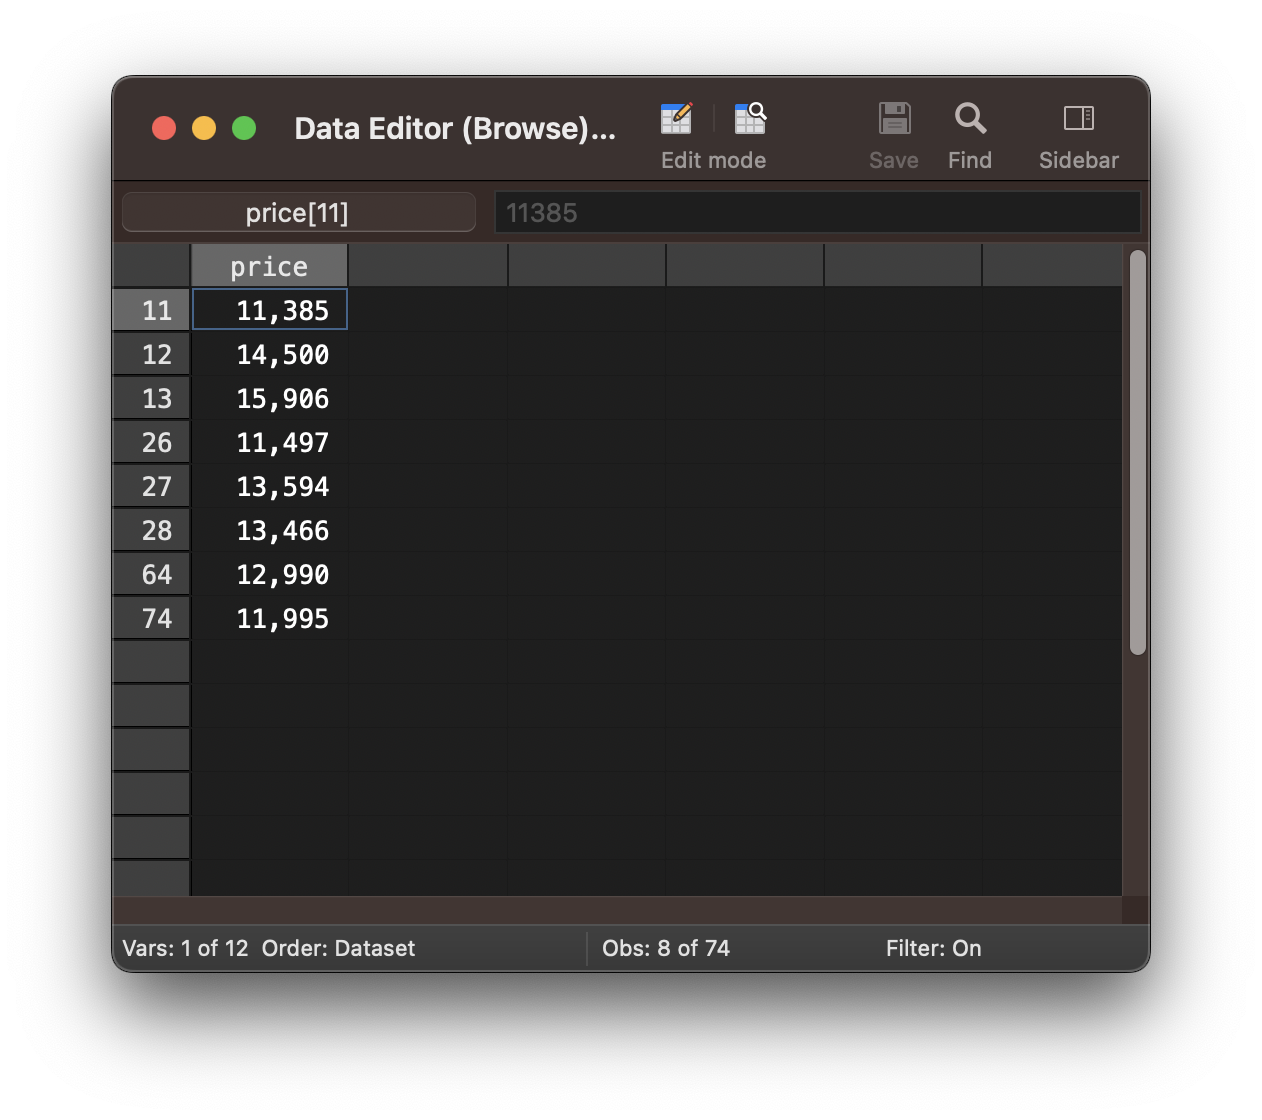 Data Editor (Browse)...
Edit mode
Save
Find
Sidebar
price[11]
11385
price
11 11,385
12 14,500
13 15,906
26 11,497
27 13,594
28 13,466
64 12,990
74 11,995
Vars: 1 of 12 Order: Dataset
Obs: 8 of 74
Filter: On